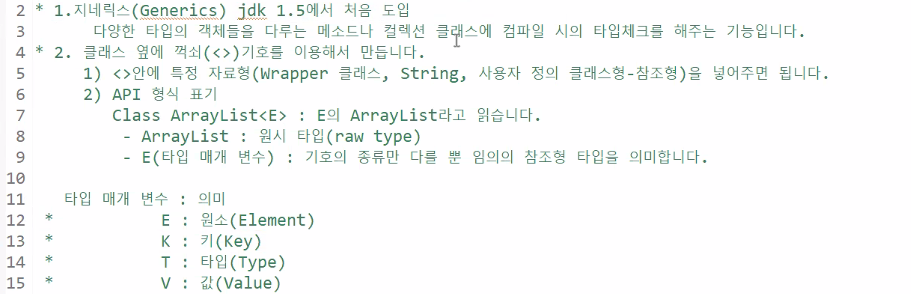 2 * 1.지네릭스(Generics) jdk 1.5에서 처음 도입
3 다양한 타입의 객체들을 다루는 메소드나 컬렉션 클래스에 컴파일 시의 타입체크를 해주는 기능입니다.
4 * 2. 클래스 옆에 꺽쇠(<>)기호를 이용해서 만듭니다.
5 1) <>안에 특정 자료형(Wrapper 클래스, String, 사용자 정의 클래스형-참조형)을 넣어주면 됩니다.
6 2) API 형식 표기
7 Class ArrayList<E> : E의 ArrayList라고 읽습니다.
8 - ArrayList : 원시 타입(raw type)
9 - E(타입 매개 변수) : 기호의 종류만 다를 뿐 임의의 참조형 타입을 의미합니다.
10
11 타입 매개 변수 : 의미
12 * E : 원소(Element)
13 * K : 키(Key)
14 * T : 타입(Type)
15 * V : 값(Value)